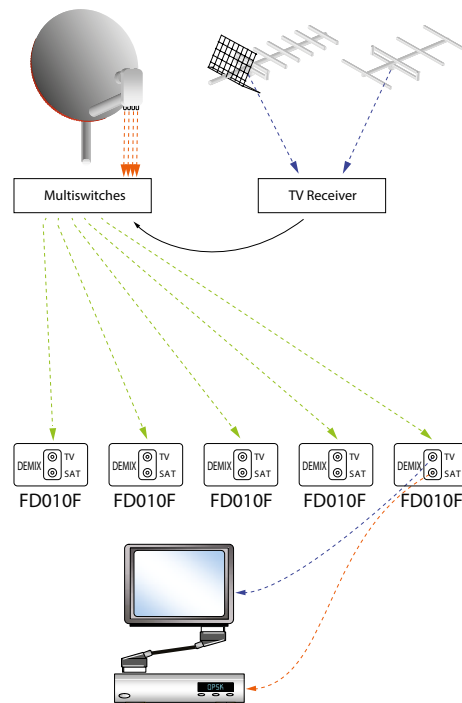 Multiswitches
TV Receiver
DEMIX TV SAT
DEMIX TV SAT
DEMIX TV SAT
DEMIX TV SAT
DEMIX TV SAT
FD010F FD010F FD010F FD010F FD010F
QPSK